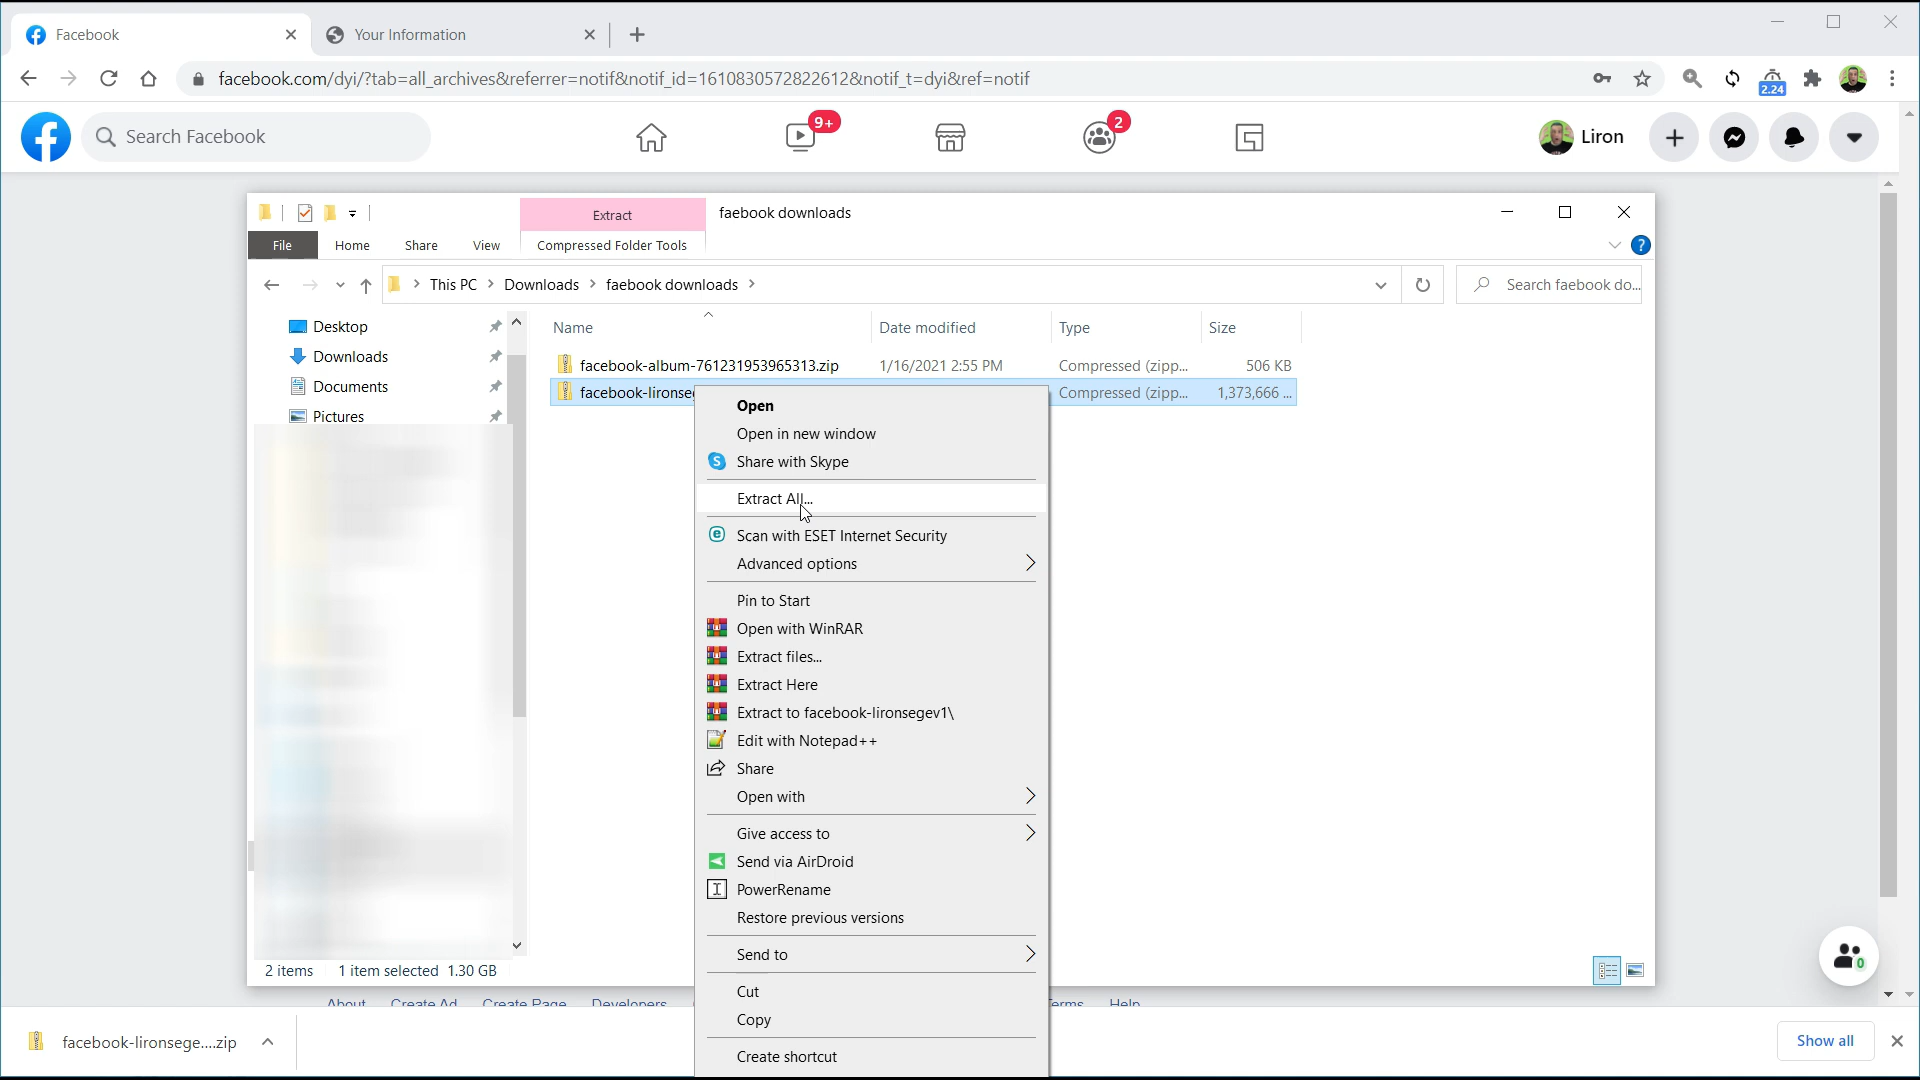 Facebook
Your Information
facebook.com/dyi/?tab=all_archives&referrer=notif&notif_id=1610830572822612&notif_t=dyi&ref=notif
2.24
Search Facebook
9+
2
Liron
Extract
faebook downloads
File
Home
Share
View
Compressed Folder Tools
This PC
Downloads
faebook downloads
Search faebook do...
Desktop
Downloads
Documents
Pictures
Name
Date modified
Type
Size
facebook-album-761231953965313.zip
1/16/2021 2:55 PM
Compressed (zipp...
506 KB
facebook-lironse
Compressed (zipp...
1,373,666 ...
Open
Open in new window
Share with Skype
Extract All...
Scan with ESET Internet Security
Advanced options
Pin to Start
Open with WinRAR
Extract files...
Extract Here
Extract to facebook-lironsegev1\
Edit with Notepad++
Share
Open with
Give access to
Send via AirDroid
PowerRename
Restore previous versions
Send to
Cut
Copy
Create shortcut
2 items
1 item selected 1.30 GB
0
About
Create Ad
Create Page
Developers
Terms
Help
facebook-lironsege....zip
Show all